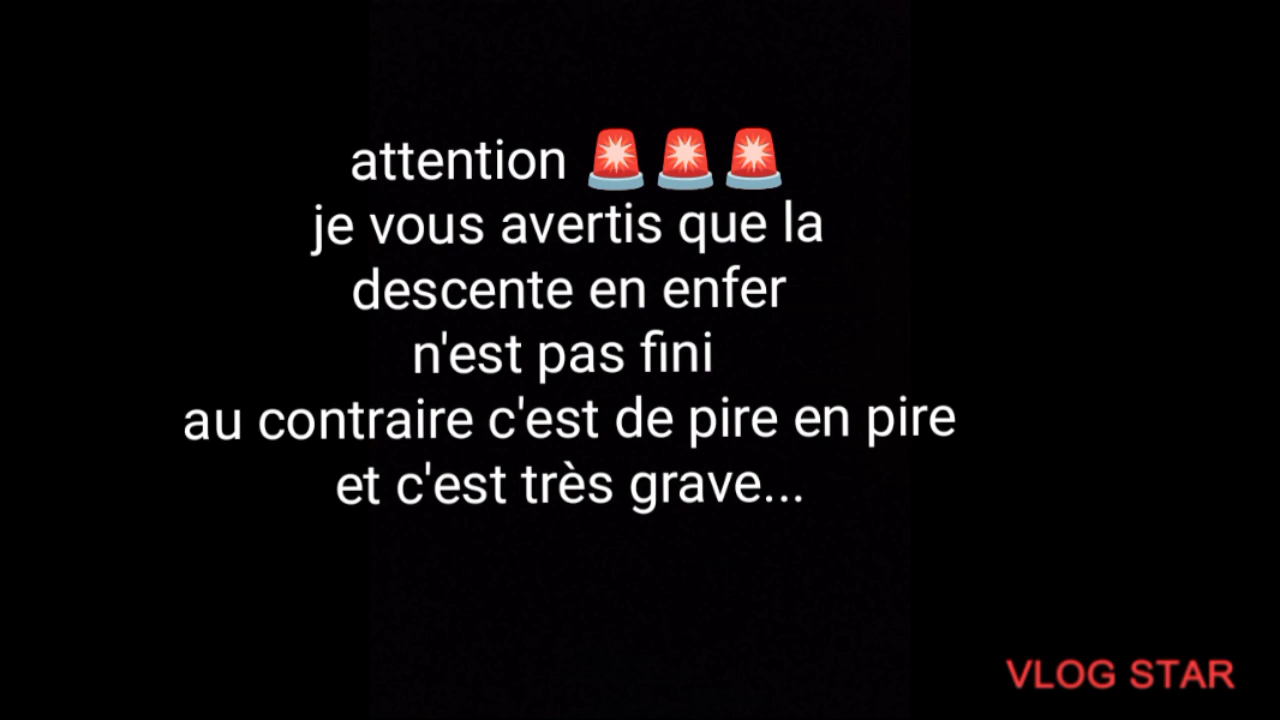 attention 🚨🚨🚨
je vous avertis que la
descente en enfer
n'est pas fini
au contraire c'est de pire en pire
et c'est très grave...
VLOG STAR